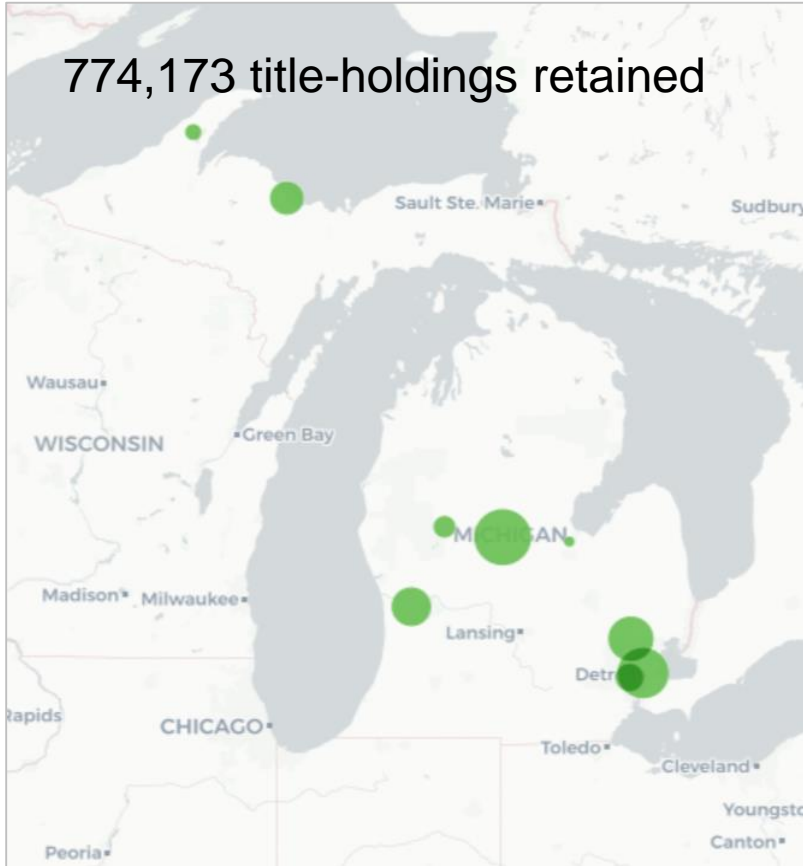 774,173 title-holdings retained
Sault Ste. Marie
Sudbury
Wausau
WISCONSIN
Green Bay
MICHIGAN
Madison
Milwaukee
Lansing
Detr
Rapids
CHICAGO
Toledo
Cleveland
Youngsto
Canton
Peoria